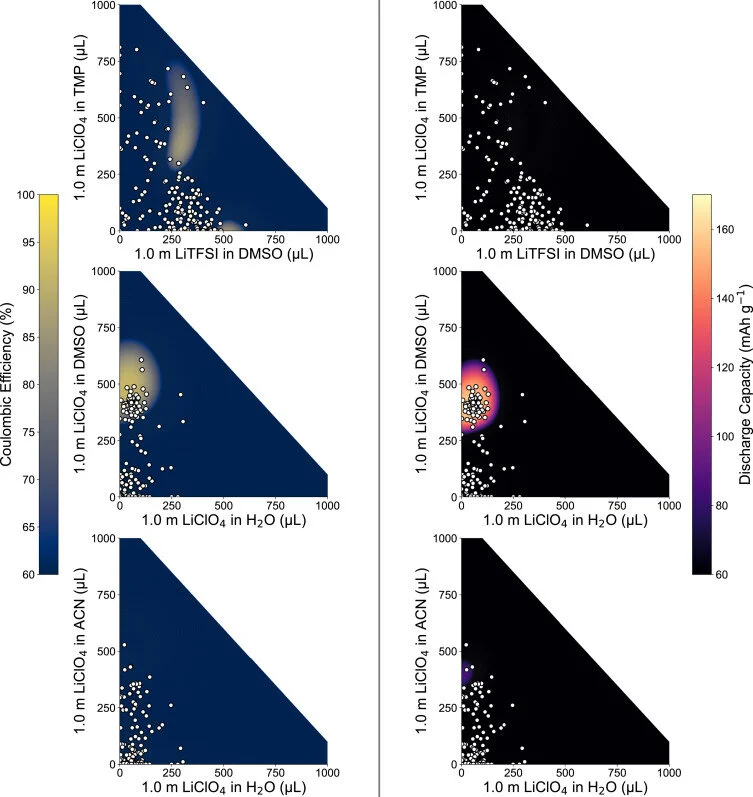 1000
750
500
250
0
1.0 m LiClO₄ in TMP (µL)
0 250 500 750 1000
1.0 m LiTFSI in DMSO (µL)
1000
750
500
250
0
1.0 m LiClO₄ in TMP (µL)
0 250 500 750 1000
1.0 m LiTFSI in DMSO (µL)
100
95
90
85
80
75
70
65
60
Coulombic Efficiency (%)
1000
750
500
250
0
1.0 m LiClO₄ in DMSO (µL)
0 250 500 750 1000
1.0 m LiClO₄ in H₂O (µL)
1000
750
500
250
0
1.0 m LiClO₄ in DMSO (µL)
0 250 500 750 1000
1.0 m LiClO₄ in H₂O (µL)
160
140
120
100
80
60
Discharge Capacity (mAh g⁻¹)
1000
750
500
250
0
1.0 m LiClO₄ in ACN (µL)
0 250 500 750 1000
1.0 m LiClO₄ in H₂O (µL)
1000
750
500
250
0
1.0 m LiClO₄ in ACN (µL)
0 250 500 750 1000
1.0 m LiClO₄ in H₂O (µL)